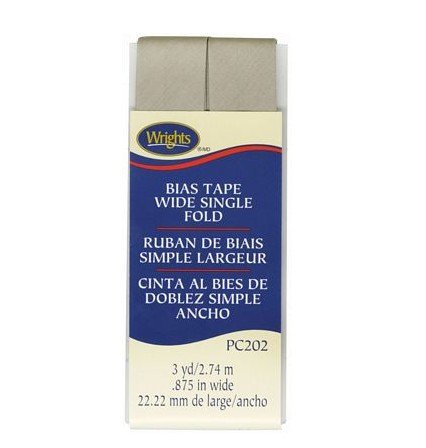 Wrights
®/MD
BIAS TAPE
WIDE SINGLE
FOLD
RUBAN DE BIAIS
SIMPLE LARGEUR
CINTA AL BIES DE
DOBLEZ SIMPLE
ANCHO
PC202
3 yd/2.74 m
.875 in wide
22.22 mm de large/ancho